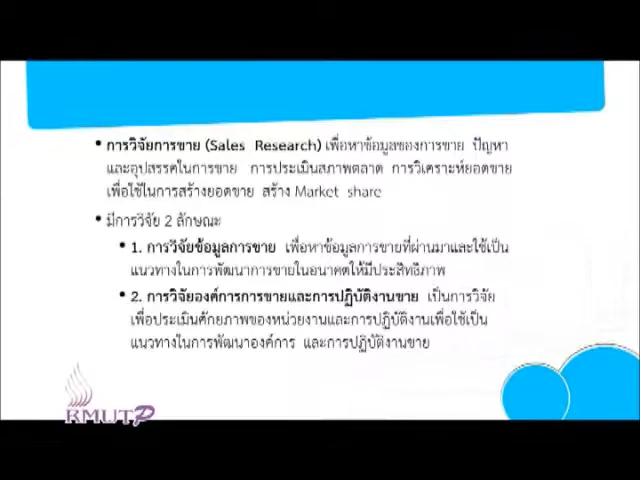 • การวิจัยการขาย (Sales Research) เพื่อหาข้อมูลของการขาย ปัญหา
และอุปสรรคในการขาย การประเมินสภาพตลาด การวิเคราะห์ยอดขาย
เพื่อใช้ในการสร้างยอดขาย สร้าง Market share
• มีการวิจัย 2 ลักษณะ
• 1. การวิจัยข้อมูลการขาย เพื่อหาข้อมูลการขายที่ผ่านมาและใช้เป็น
แนวทางในการพัฒนาการขายในอนาคตให้มีประสิทธิภาพ
• 2. การวิจัยองค์การการขายและการปฏิบัติงานขาย เป็นการวิจัย
เพื่อประเมินศักยภาพของหน่วยงานและการปฏิบัติงานเพื่อใช้เป็น
แนวทางในการพัฒนาองค์การ และการปฏิบัติงานขาย
RMUTP